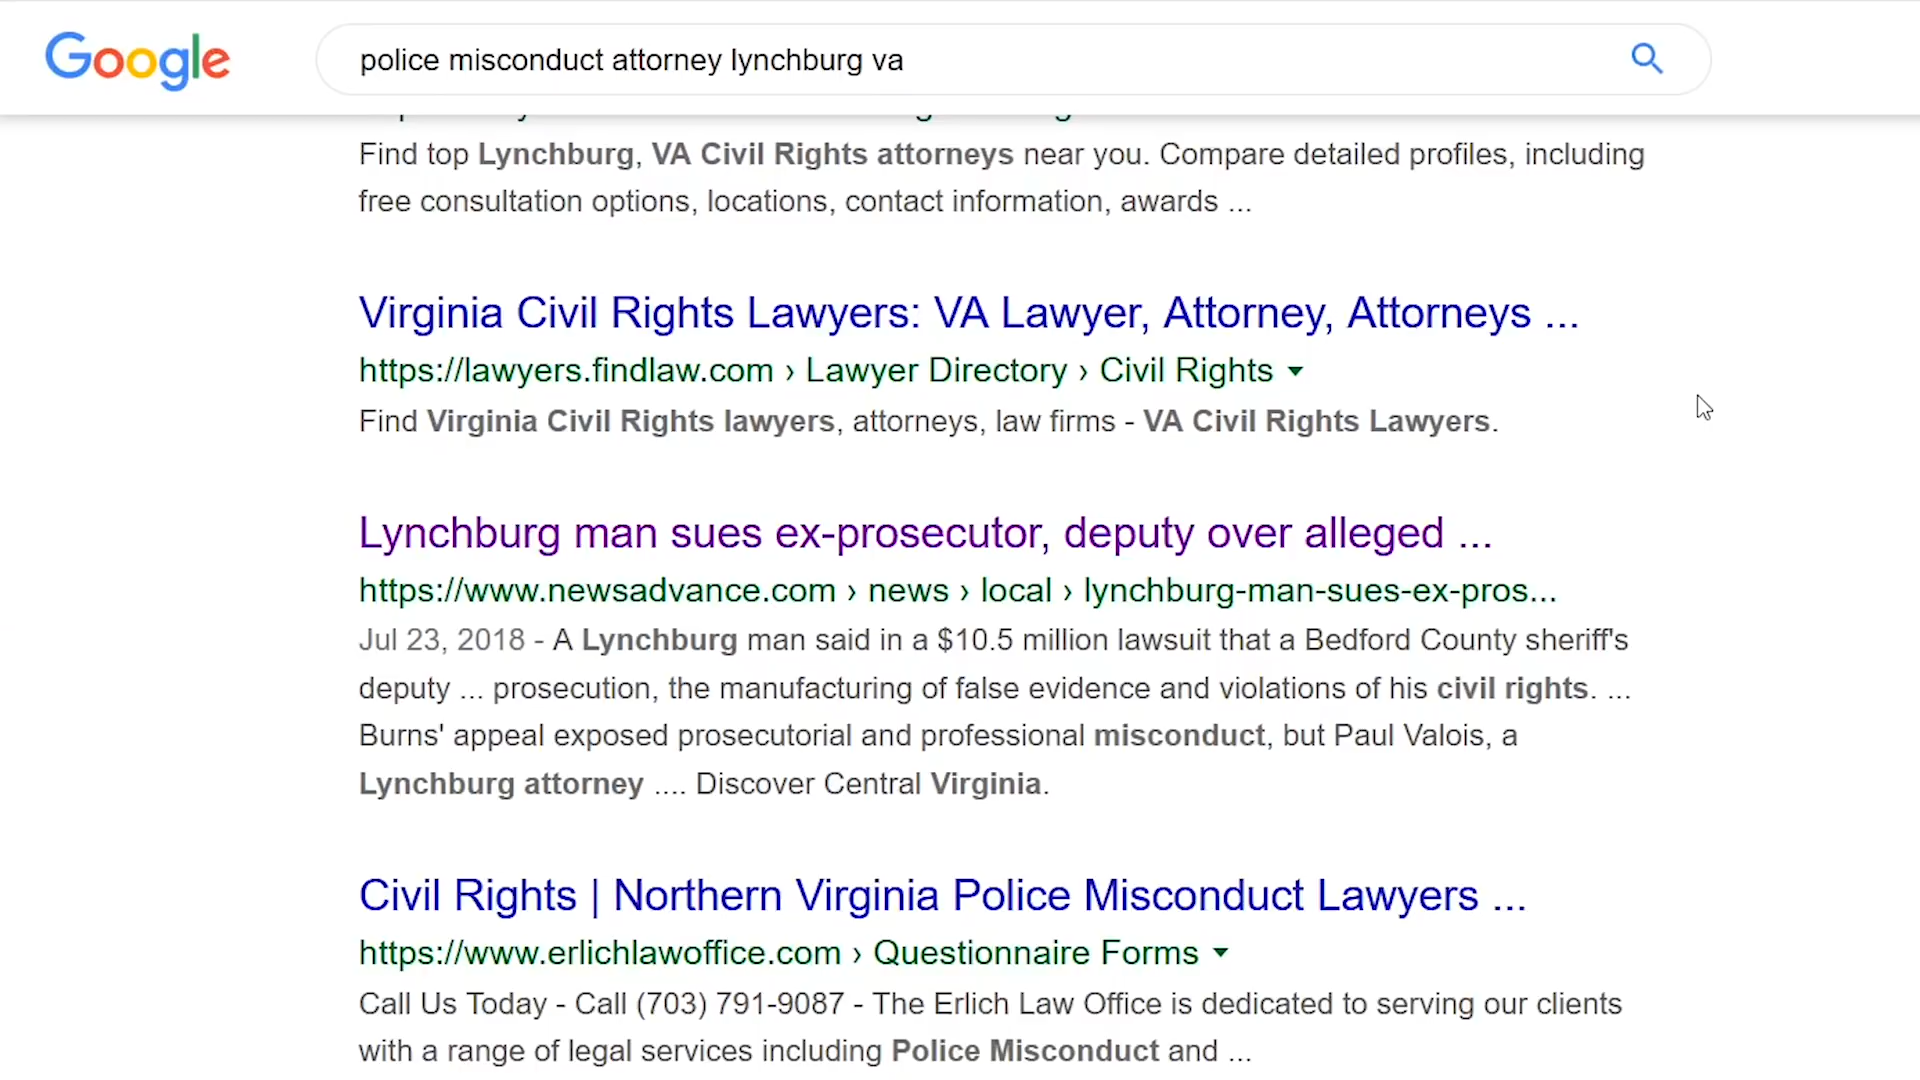 Google
police misconduct attorney lynchburg va
Find top Lynchburg, VA Civil Rights attorneys near you. Compare detailed profiles, including
free consultation options, locations, contact information, awards ...
Virginia Civil Rights Lawyers: VA Lawyer, Attorney, Attorneys ...
https://lawyers.findlaw.com › Lawyer Directory › Civil Rights
Find Virginia Civil Rights lawyers, attorneys, law firms - VA Civil Rights Lawyers.
Lynchburg man sues ex-prosecutor, deputy over alleged ...
https://www.newsadvance.com › news › local › lynchburg-man-sues-ex-pros...
Jul 23, 2018 - A Lynchburg man said in a $10.5 million lawsuit that a Bedford County sheriff's
deputy ... prosecution, the manufacturing of false evidence and violations of his civil rights. ...
Burns' appeal exposed prosecutorial and professional misconduct, but Paul Valois, a
Lynchburg attorney .... Discover Central Virginia.
Civil Rights | Northern Virginia Police Misconduct Lawyers ...
https://www.erlichlawoffice.com › Questionnaire Forms
Call Us Today - Call (703) 791-9087 - The Erlich Law Office is dedicated to serving our clients
with a range of legal services including Police Misconduct and ...